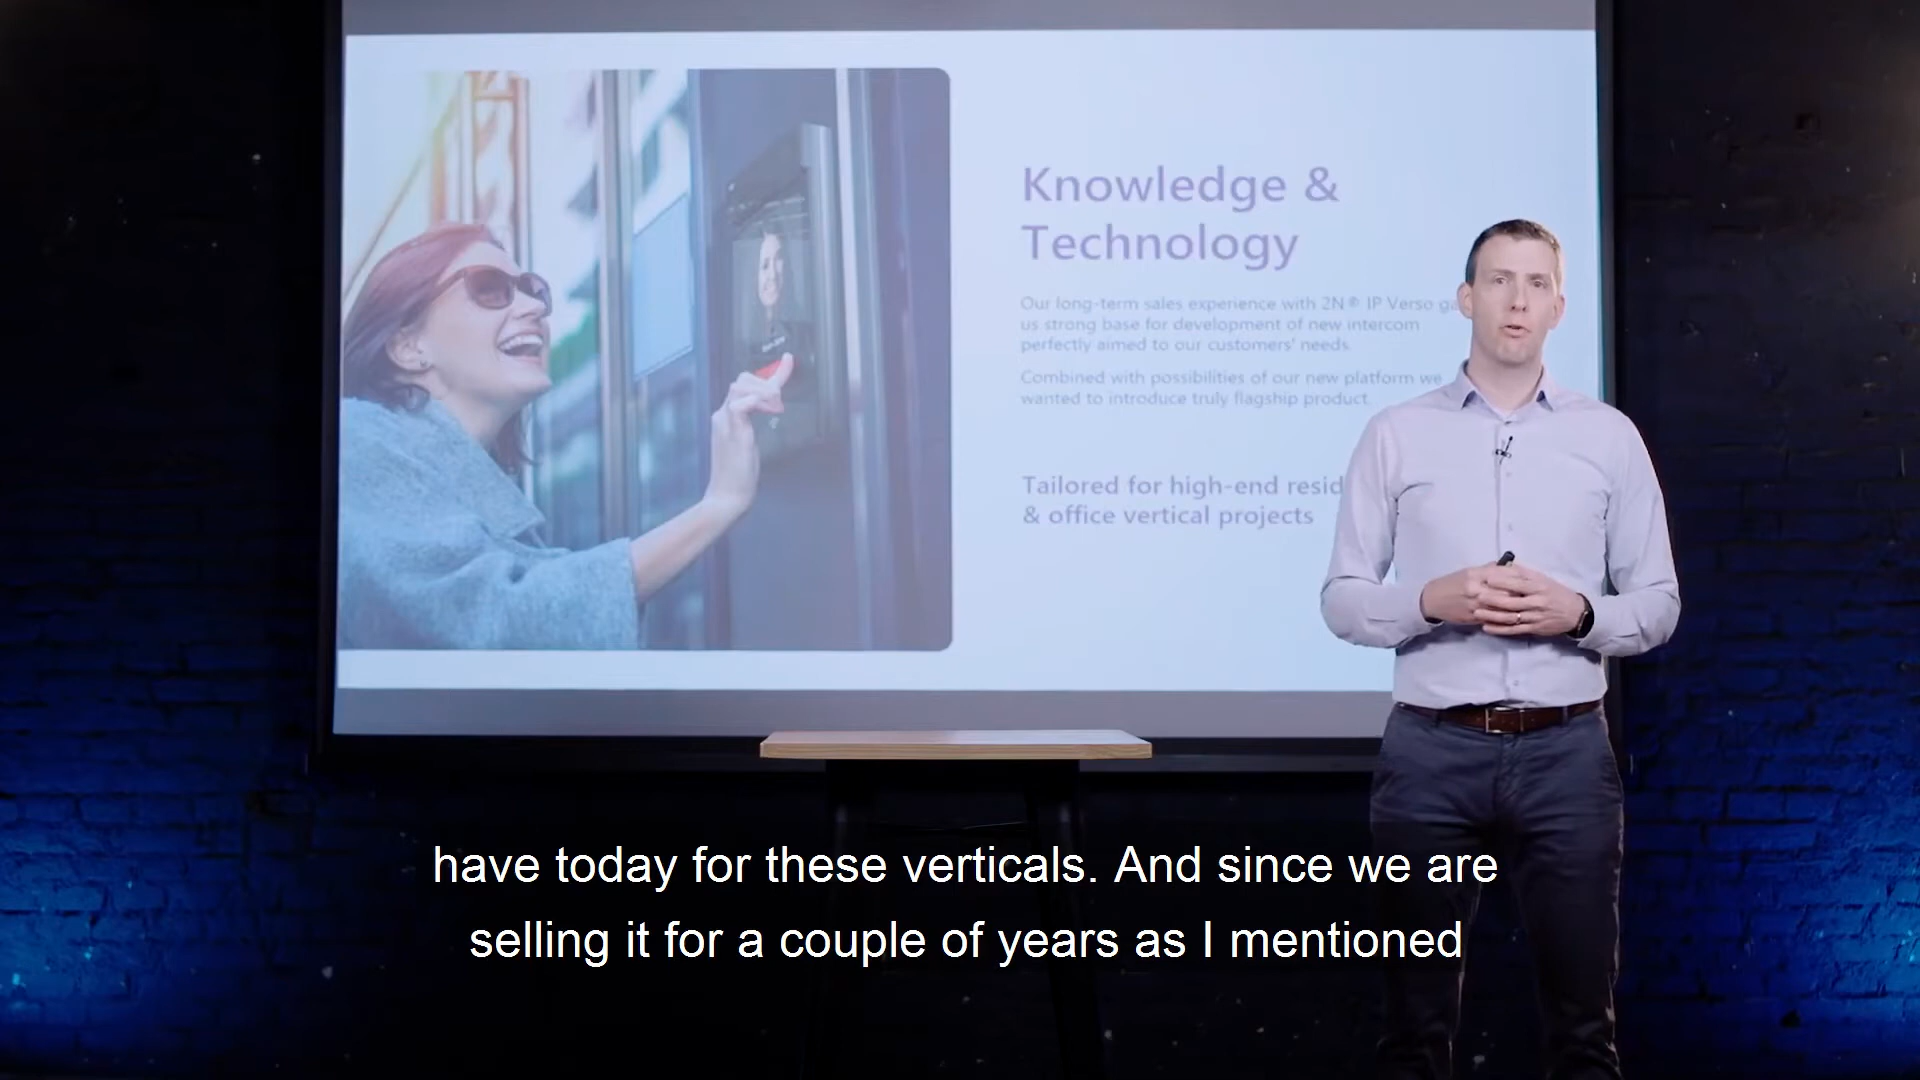 Knowledge &
Technology
Our long-term sales experience with 2N® IP Verso
us strong base for development of new intercom
perfectly aimed to our customers' needs.
Combined with possibilities of our new platform we
wanted to introduce truly flagship product.
Tailored for high-end
& office vertical projects
have today for these verticals. And since we are
selling it for a couple of years as I mentioned